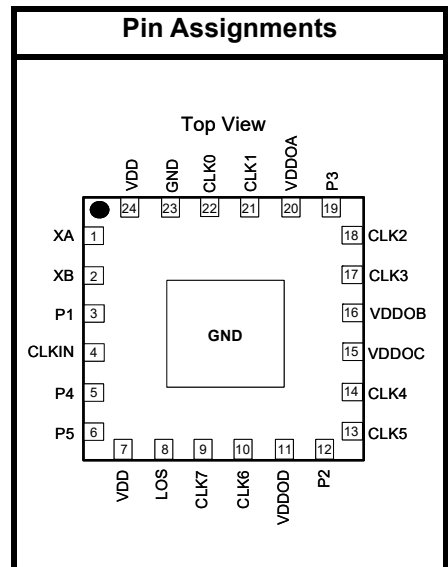 Pin Assignments
Top View
VDD
GND
CLK0
CLK1
VDDOA
P3
24
23
22
21
20
19
XA 1
18 CLK2
XB 2
17 CLK3
P1 3
16 VDDOB
GND
CLKIN 4
15 VDDOC
P4 5
14 CLK4
P5 6
13 CLK5
7
8
9
10
11
12
VDD
LOS
CLK7
CLK6
VDDOD
P2